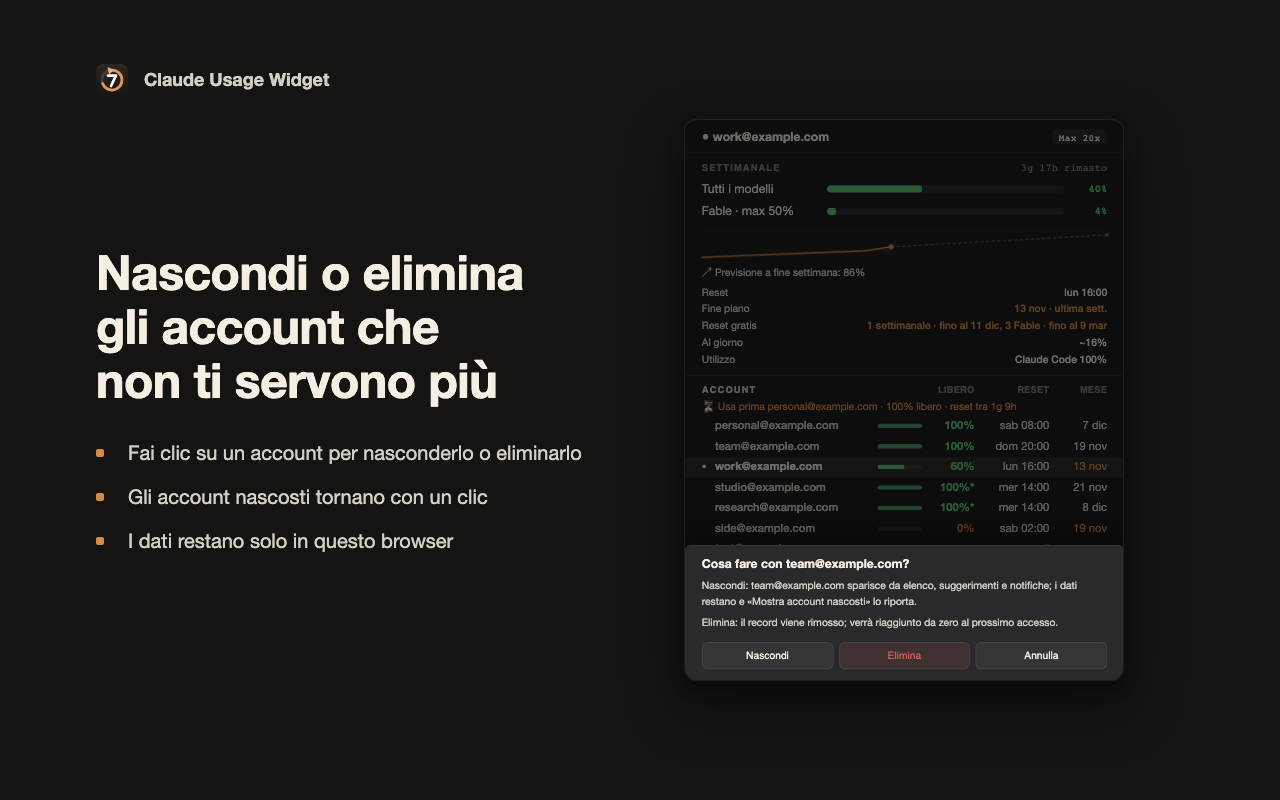 7
Claude Usage Widget
Nascondi o elimina
gli account che
non ti servono più
Fai clic su un account per nasconderlo o eliminarlo
Gli account nascosti tornano con un clic
I dati restano solo in questo browser
work@example.com Max 20x
SETTIMANALE 3g 17h rimasto
Tutti i modelli 40%
Fable · max 50% 4%
Previsione a fine settimana: 86%
Reset lun 16:00
Fine piano 13 nov · ultima sett.
Reset gratis 1 settimanale · fino al 11 dic, 3 Fable · fino al 9 mar
Al giorno ~16%
Utilizzo Claude Code 100%
ACCOUNT LIBERO RESET MESE
Usa prima personal@example.com · 100% libero · reset tra 1g 9h
personal@example.com 100% sab 08:00 7 dic
team@example.com 100% dom 20:00 19 nov
work@example.com 60% lun 16:00 13 nov
studio@example.com 100%* mer 14:00 21 nov
research@example.com 100%* mer 14:00 8 dic
side@example.com 0% sab 02:00 19 nov
Cosa fare con team@example.com?
Nascondi: team@example.com sparisce da elenco, suggerimenti e notifiche; i dati
restano e «Mostra account nascosti» lo riporta.
Elimina: il record viene rimosso; verrà riaggiunto da zero al prossimo accesso.
Nascondi Elimina Annulla